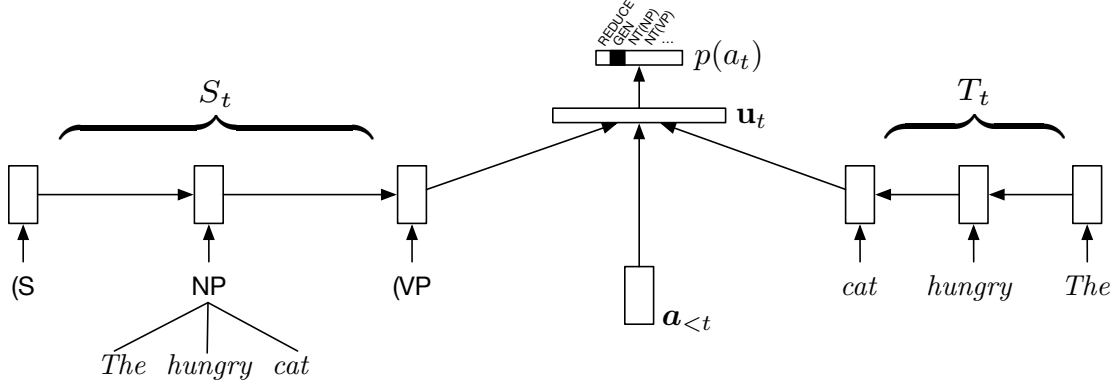 REDUCE
GEN
NT(NP)
NT(VP)
...
p(a_t)
S_t
u_t
T_t
(S NP (VP
cat hungry The
a_{<t}
The hungry cat